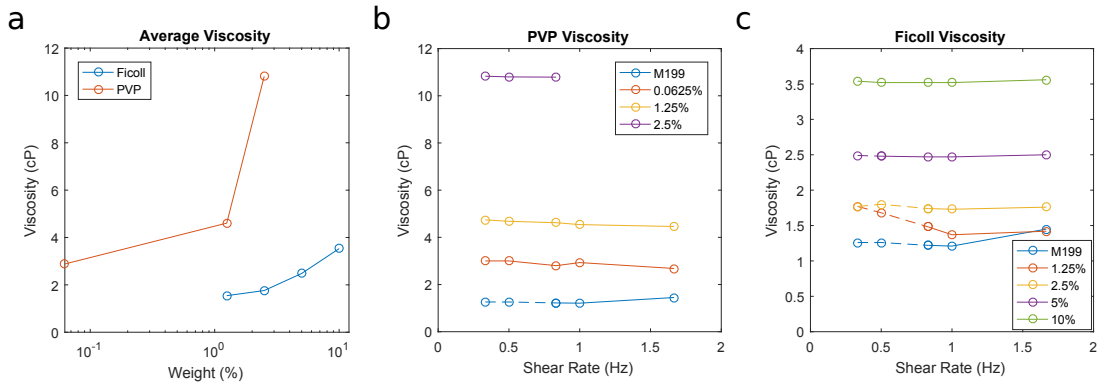 a
Average Viscosity
12
10
8
6
4
2
0
Viscosity (cP)
Ficoll
PVP
10⁻¹
10⁰
10¹
Weight (%)
b
PVP Viscosity
12
10
8
6
4
2
0
Viscosity (cP)
M199
0.0625%
1.25%
2.5%
0
0.5
1
1.5
2
Shear Rate (Hz)
c
Ficoll Viscosity
4
3.5
3
2.5
2
1.5
1
0.5
0
Viscosity (cP)
M199
1.25%
2.5%
5%
10%
0
0.5
1
1.5
2
Shear Rate (Hz)